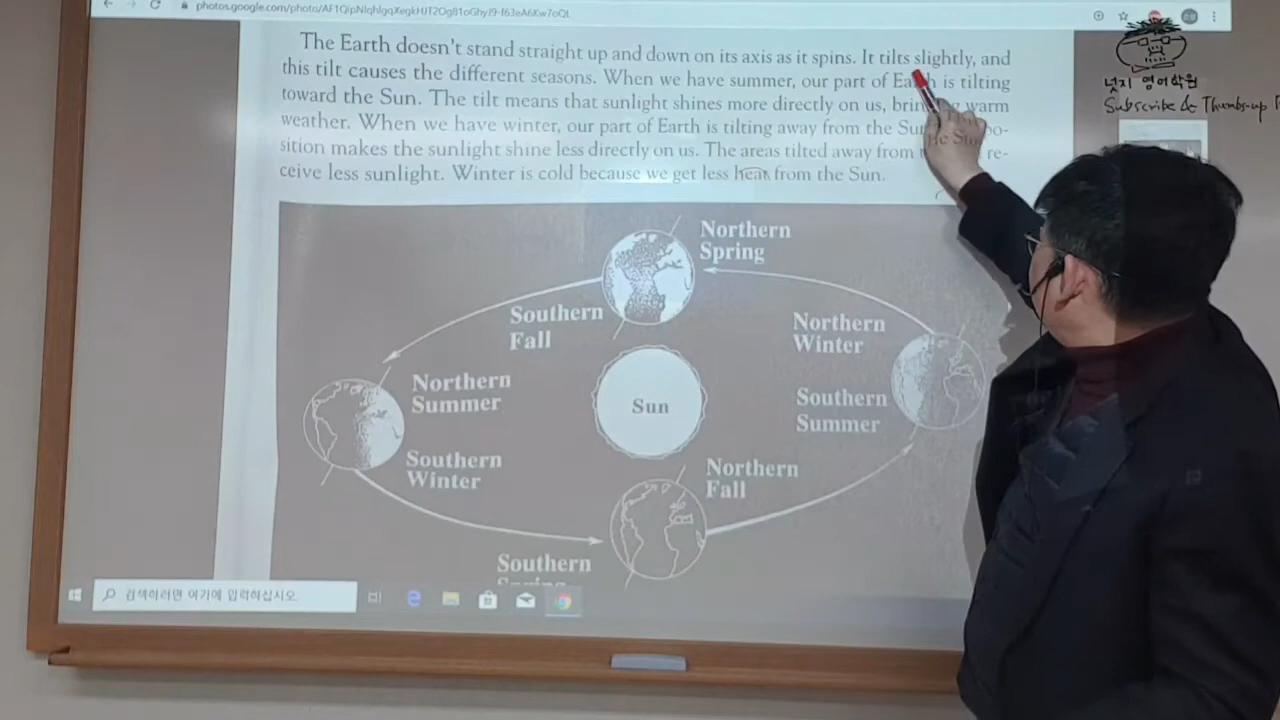 photos.google.com/photo/AF1QipNlqhlgqXegkHJT2Og81oGhyJ9-f63eA6Kw7oQL
The Earth doesn't stand straight up and down on its axis as it spins. It tilts slightly, and
this tilt causes the different seasons. When we have summer, our part of Earth is tilting
toward the Sun. The tilt means that sunlight shines more directly on us, warm
weather. When we have winter, our part of Earth is tilting away from the po-
sition makes the sunlight shine less directly on us. The areas tilted away from re-
ceive less sunlight. Winter is cold because we get less heat from the Sun.
넛지 영어학원
Subscribe & Thumbs-up
Northern
Spring
Southern
Fall
Northern
Winter
Northern
Summer
Sun
Southern
Summer
Southern
Winter
Northern
Fall
Southern
Spring
검색하려면 여기에 입력하십시오.